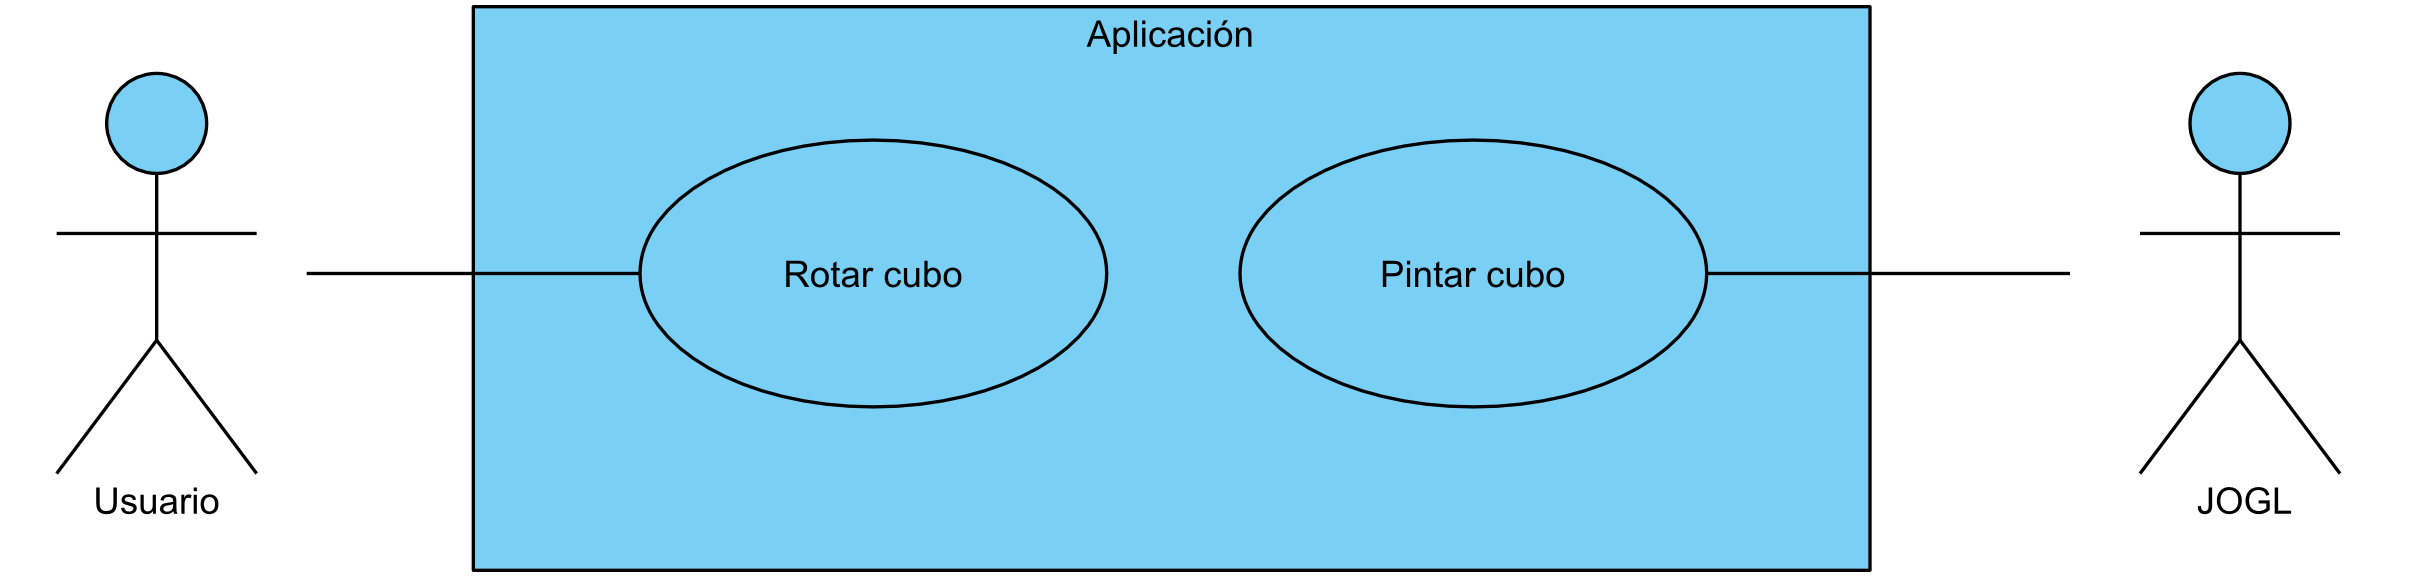 Aplicación
Rotar cubo
Pintar cubo
Usuario
JOGL